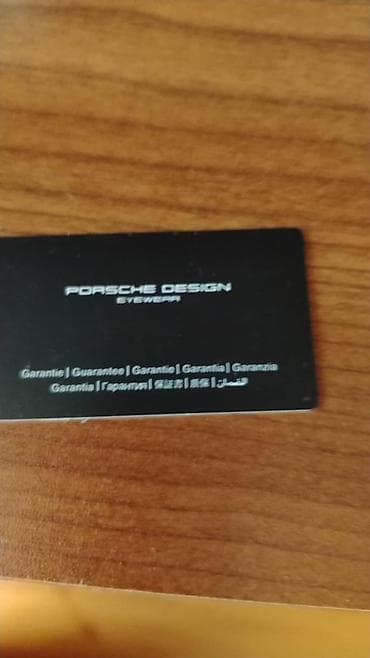 PORSCHE DESIGN
EYEWEAR
Garantie | Guarantee | Garantie | Garantía | Garanzia
Garantia | Гарантия | 保証書 | 质保 | الضمان